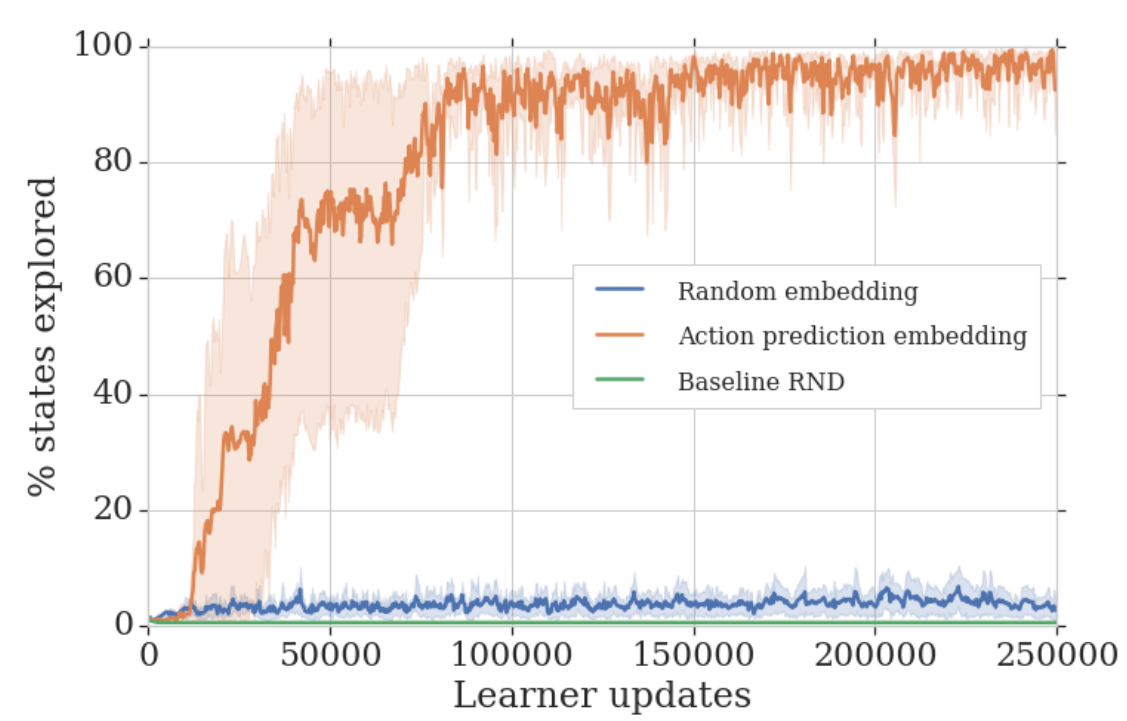 100
80
60
40
20
0
% states explored
Random embedding
Action prediction embedding
Baseline RND
0 50000 100000 150000 200000 250000
Learner updates